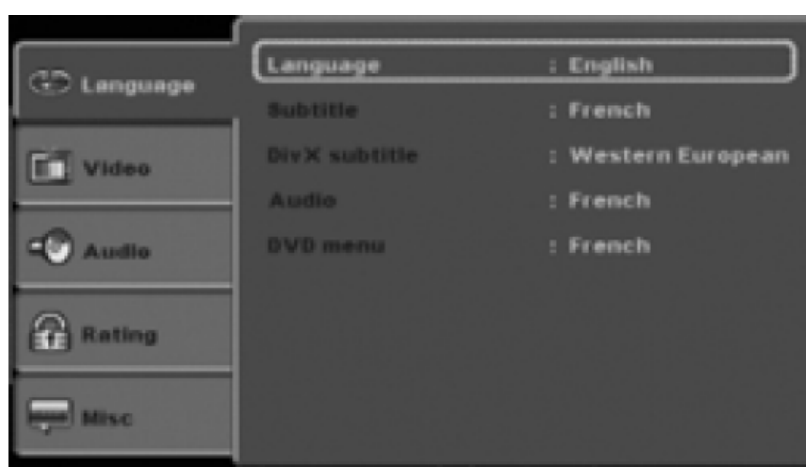 Language
Video
Audio
Rating
Misc
Language : English
Subtitle : French
DivX subtitle : Western European
Audio : French
DVD menu : French